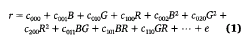 r = c₀₀₀ + c₀₀₁B + c₀₁₀G + c₁₀₀R + c₀₀₂B² + c₀₂₀G² +
c₂₀₀R² + c₀₁₁BG + c₁₀₁BR + c₁₁₀GR + ⋯ + e (1)